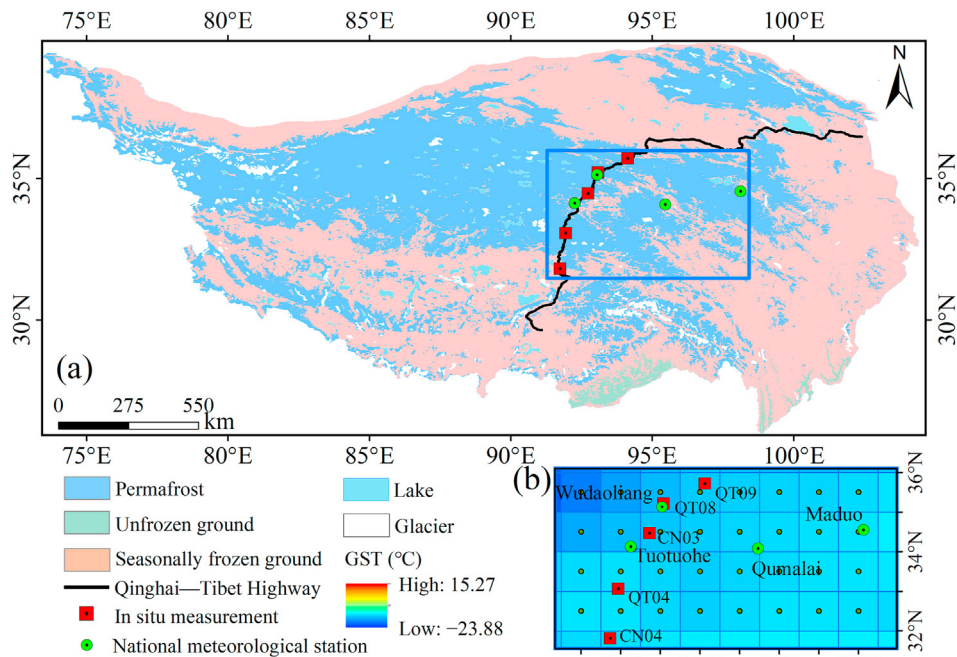 75°E 80°E 85°E 90°E 95°E 100°E
N
35°N
35°N
30°N
30°N
(a)
0 275 550
km
75°E 80°E 85°E 90°E 95°E 100°E
Permafrost
Unfrozen ground
Seasonally frozen ground
Qinghai—Tibet Highway
In situ measurement
National meteorological station
Lake
Glacier
GST (°C)
High: 15.27
Low: −23.88
(b)
Wudaoliang
QT09
QT08
Maduo
CN03
Tuotuohe
Qumalai
QT04
CN04
36°N
34°N
32°N